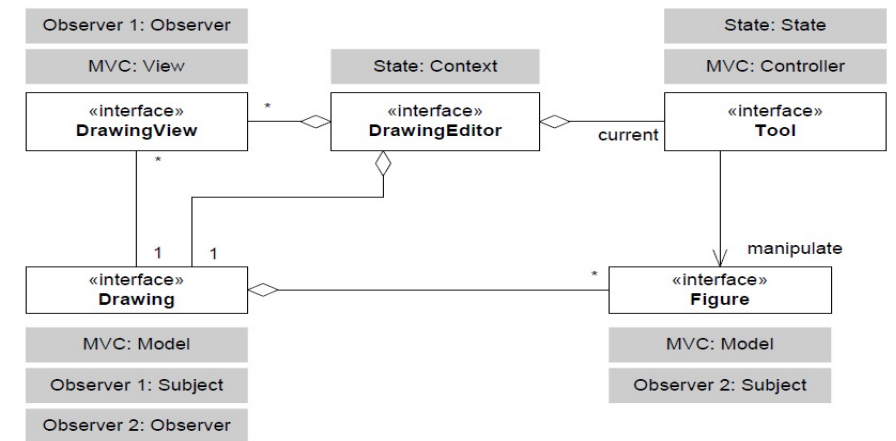 Observer 1: Observer
State: State
MVC: View
State: Context
MVC: Controller
«interface»
DrawingView
*
«interface»
DrawingEditor
current
«interface»
Tool
*
1
1
manipulate
«interface»
Drawing
*
«interface»
Figure
MVC: Model
MVC: Model
Observer 1: Subject
Observer 2: Subject
Observer 2: Observer